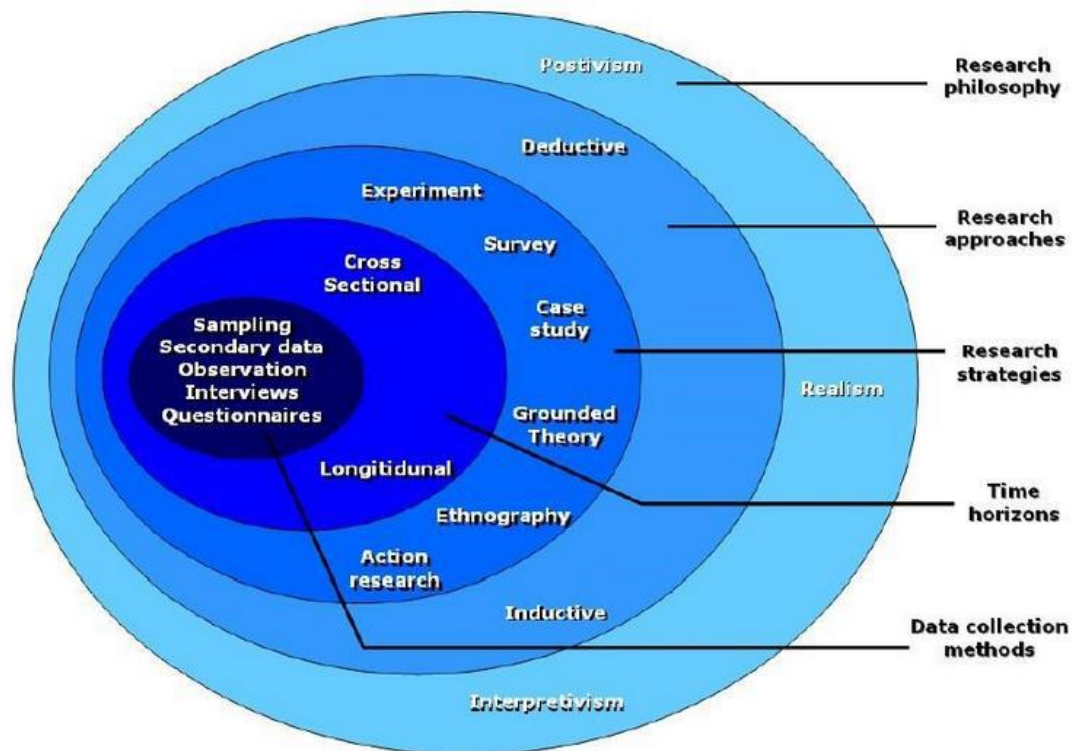 Postivism
Research
philosophy
Deductive
Experiment
Research
approaches
Survey
Cross
Sectional
Case
study
Sampling
Secondary data
Observation
Interviews
Questionnaires
Research
strategies
Realism
Grounded
Theory
Longitidunal
Time
horizons
Ethnography
Action
research
Inductive
Data collection
methods
Interpretivism